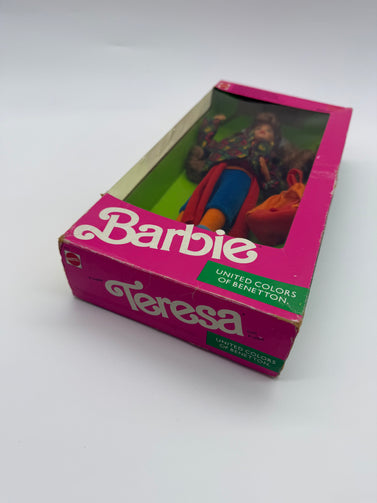 Barbie
UNITED COLORS
OF BENETTON.
Teresa
UNITED COLORS
OF BENETTON.